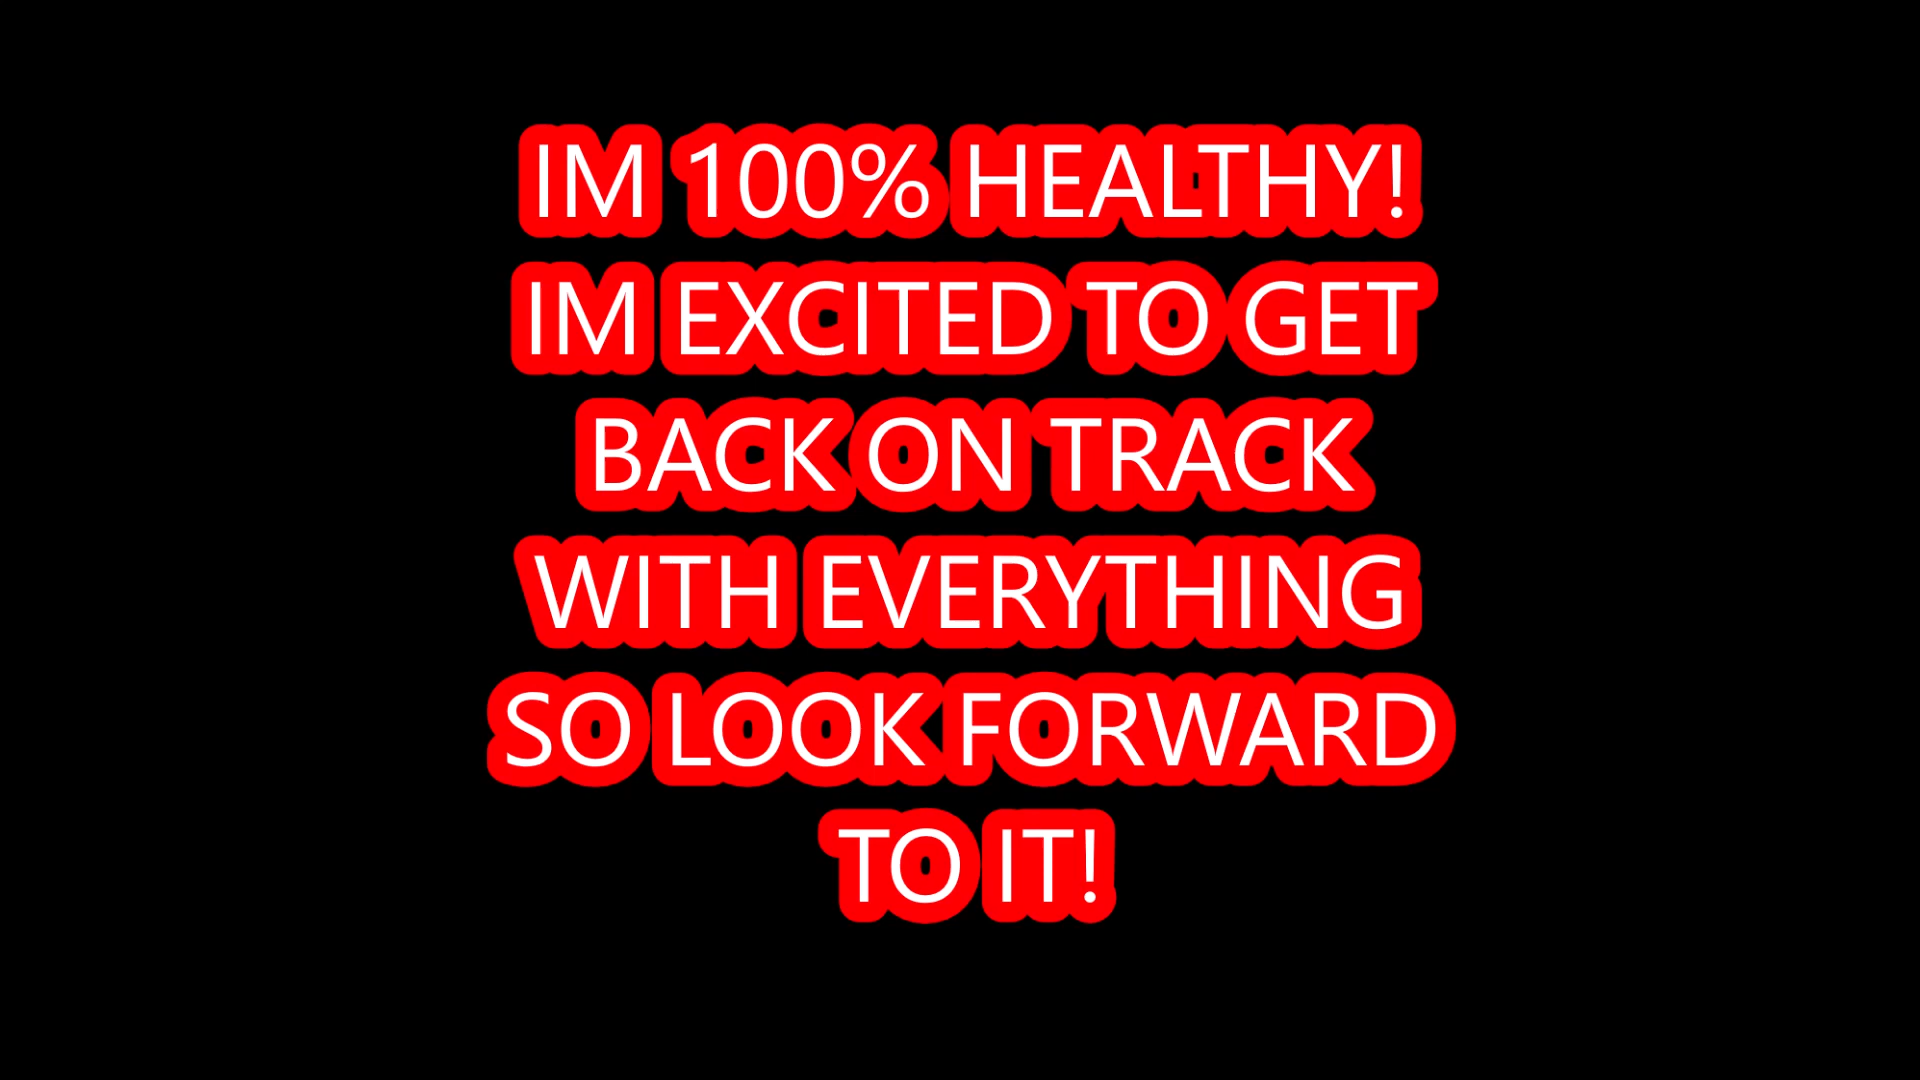 IM 100% HEALTHY!
IM EXCITED TO GET
BACK ON TRACK
WITH EVERYTHING
SO LOOK FORWARD
TO IT!